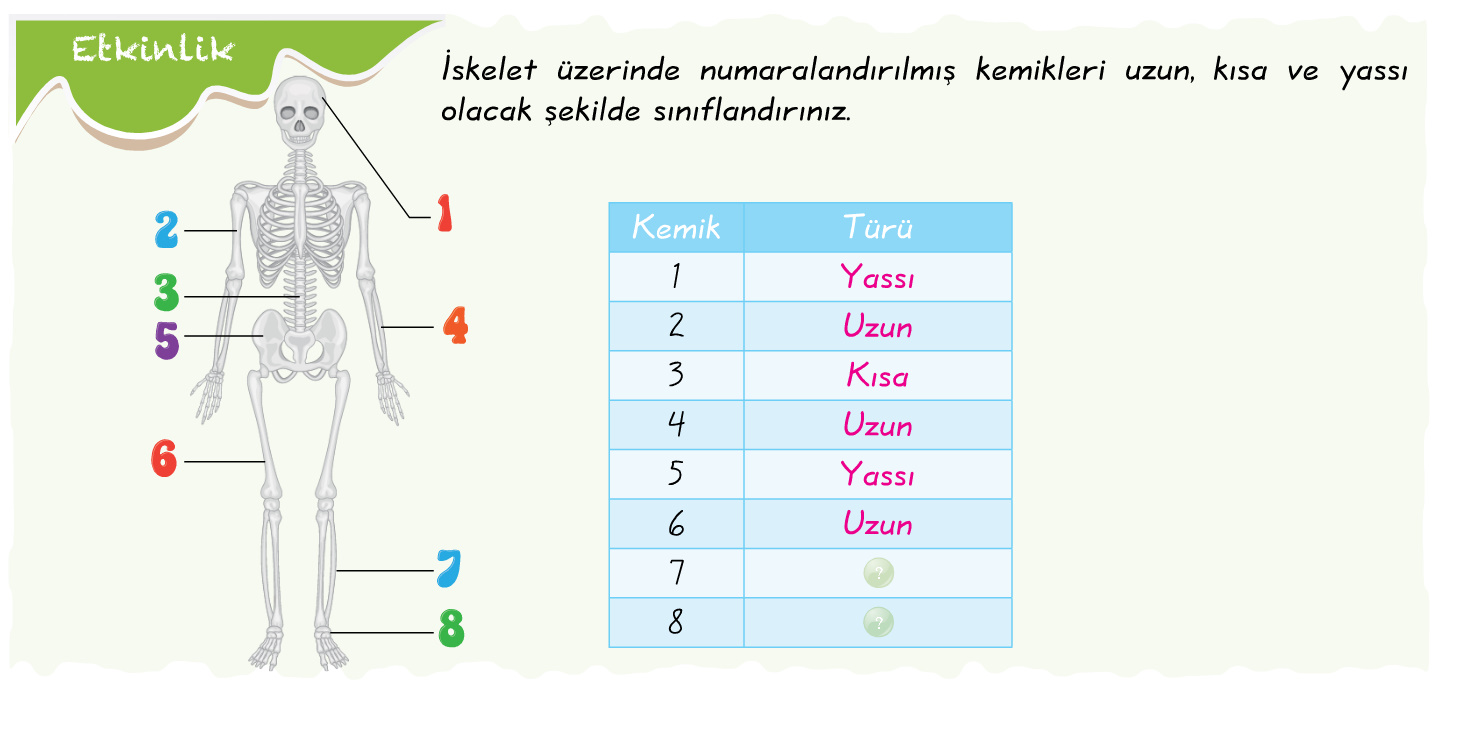 Etkinlik
İskelet üzerinde numaralandırılmış kemikleri uzun, kısa ve yassı
olacak şekilde sınıflandırınız.
1
2
3
4
5
6
7
8
Kemik Türü
1 Yassı
2 Uzun
3 Kısa
4 Uzun
5 Yassı
6 Uzun
7 ?
8 ?